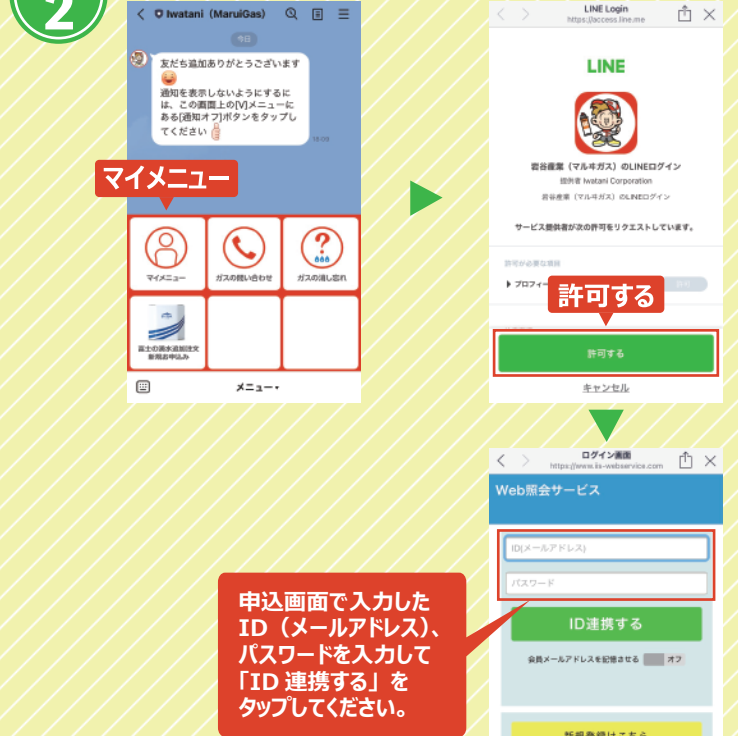 2
Iwatani (MaruiGas)
今日
友だち追加ありがとうござい
ます
通知を表示しないようにするに
は、この画面上の[V]メニューに
ある[通知オフ]ボタンをタップし
てください
マイメニュー
マイメニュー
ガスの問い合わせ
ガスの消し忘れ
富士の湧水追加注文
新規お申込み
メニュー
LINE Login
https://access.line.me
LINE
岩谷産業（マルヰガス）のLINEログイン
提供者 Iwatani Corporation
岩谷産業（マルヰガス）のLINEログイン
サービス提供者が次の許可をリクエストしています。
許可が必要な項目
プロフィー
許可する
許可する
キャンセル
ログイン画面
https://www.iis-webservice.com
Web照会サービス
ID(メールアドレス)
パスワード
ID連携する
会員メールアドレスを記憶させる オフ
新規登録はこちら
申込画面で入力した
ID（メールアドレス）、
パスワードを入力して
「ID 連携する」を
タップしてください。